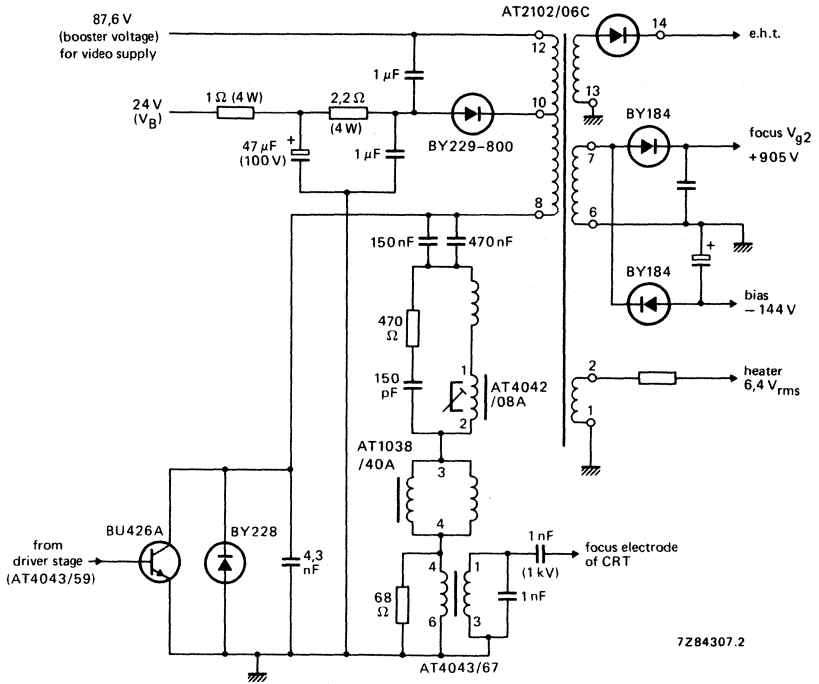 AT2102/06C
87,6 V
(booster voltage)
for video supply
12
14
e.h.t.
1 µF
13
24 V
(VB)
1 Ω (4W)
2,2 Ω
(4W)
10
BY229-800
47 µF
(100 V)
+
1 µF
BY184
7
focus Vg2
+905 V
8
6
150 nF
470 nF
+
BY184
bias
− 144 V
470
Ω
2
heater
6,4 Vrms
150
pF
1
AT4042
/08A
2
1
AT1038
/40A
3
4
BU426A
BY228
from
driver stage
(AT4043/59)
4,3
nF
1 nF
(1 kV)
focus electrode
of CRT
4
1
68
Ω
6
3
1 nF
AT4043/67
7Z84307.2